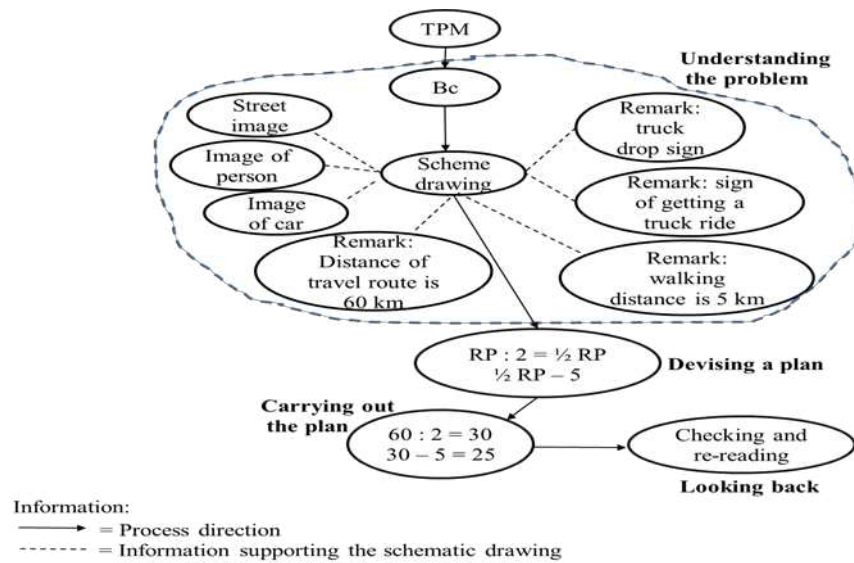 TPM
Understanding
the problem
Bc
Street
image
Remark:
truck
drop sign
Image of
person
Scheme
drawing
Remark: sign
of getting a
truck ride
Image
of car
Remark:
Distance of
travel route is
60 km
Remark:
walking
distance is 5 km
RP : 2 = ½ RP
½ RP – 5
Devising a plan
Carrying out
the plan
60 : 2 = 30
30 – 5 = 25
Checking and
re-reading
Looking back
Information:
= Process direction
= Information supporting the schematic drawing